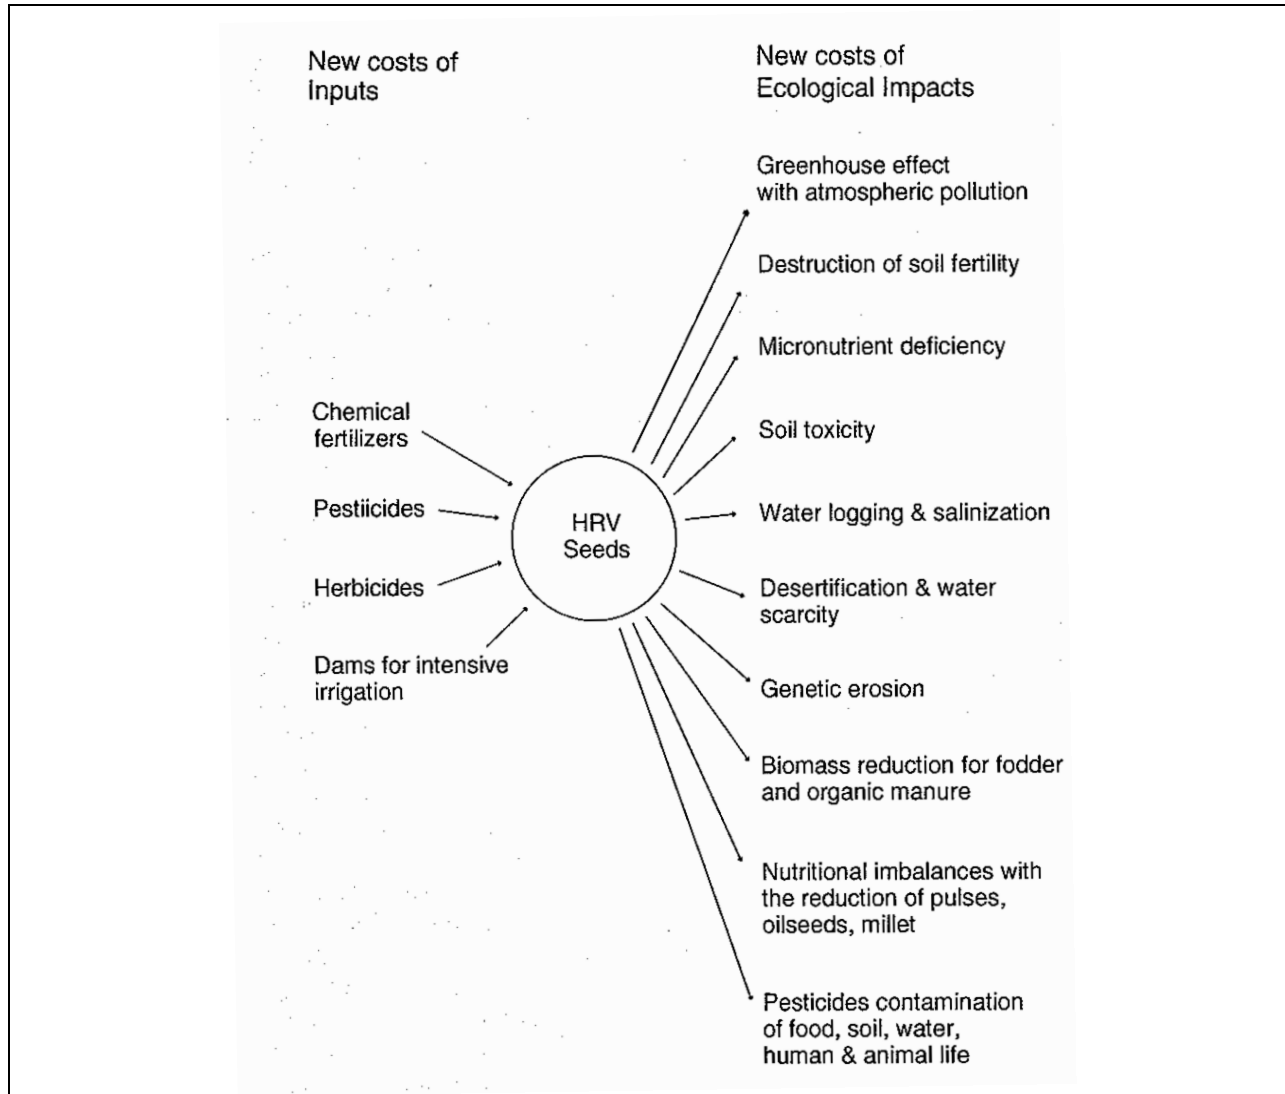 New costs of
Inputs
New costs of
Ecological Impacts
Greenhouse effect
with atmospheric pollution
Destruction of soil fertility
Micronutrient deficiency
Soil toxicity
Water logging & salinization
Desertification & water
scarcity
Genetic erosion
Biomass reduction for fodder
and organic manure
Nutritional imbalances with
the reduction of pulses,
oilseeds, millet
Pesticides contamination
of food, soil, water,
human & animal life
Chemical
fertilizers
Pestiicides
Herbicides
Dams for intensive
irrigation
HRV
Seeds